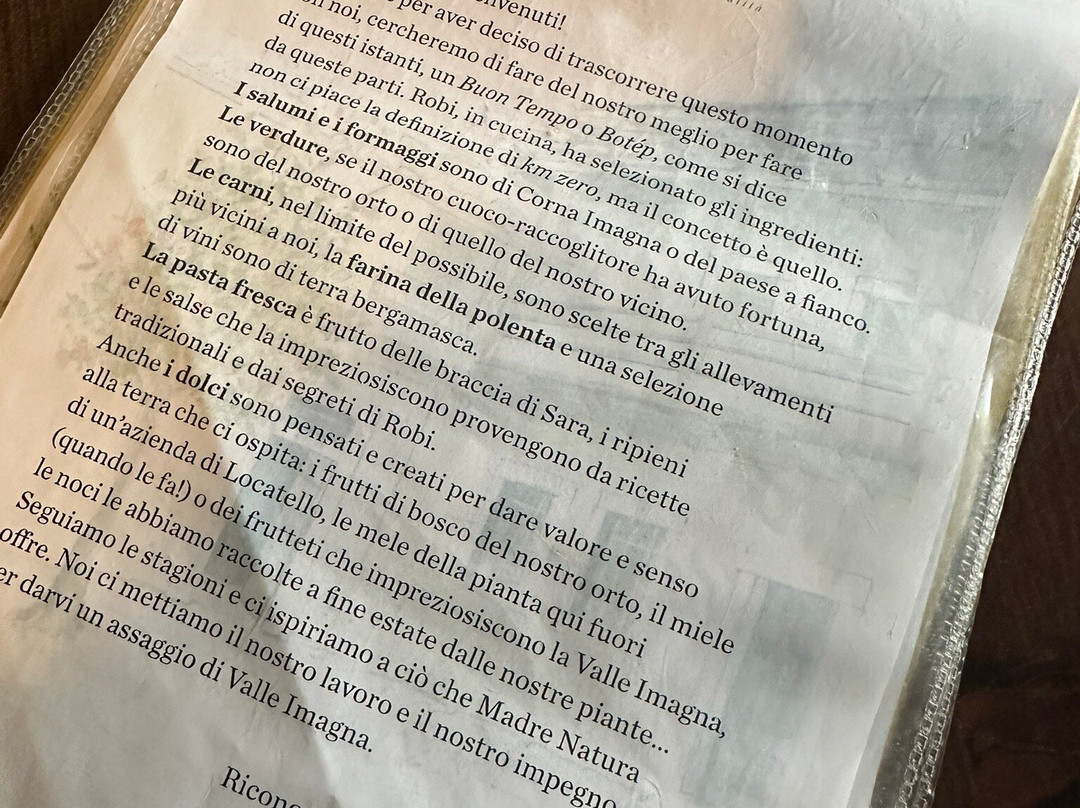 per aver deciso di trascorrere questo momento
noi, cercheremo di fare del nostro meglio per fare
di questi istanti, un Buon Tempo o Botép, come si dice
da queste parti. Robi, in cucina, ha selezionato gli ingredienti:
non ci piace la definizione di km zero, ma il concetto è quello.
I salumi e i formaggi sono di Corna Imagna o del paese a fianco.
Le verdure, se il nostro cuoco-raccoglitore ha avuto fortuna,
sono del nostro orto o di quello del nostro vicino.
Le carni, nel limite del possibile, sono scelte tra gli allevamenti
più vicini a noi, la farina della polenta e una selezione
di vini sono di terra bergamasca.
La pasta fresca è frutto delle braccia di Sara, i ripieni
e le salse che la impreziosiscono provengono da ricette
tradizionali e dai segreti di Robi.
Anche i dolci sono pensati e creati per dare valore e senso
alla terra che ci ospita: i frutti di bosco del nostro orto, il miele
di un'azienda di Locatello, le mele della pianta qui fuori
(quando le fa!) o dei frutteti che impreziosiscono la Valle Imagna,
le noci le abbiamo raccolte a fine estate dalle nostre piante...
Seguiamo le stagioni e ci ispiriamo a ciò che Madre Natura
offre. Noi ci mettiamo il nostro lavoro e il nostro impegno
er darvi un assaggio di Valle Imagna.